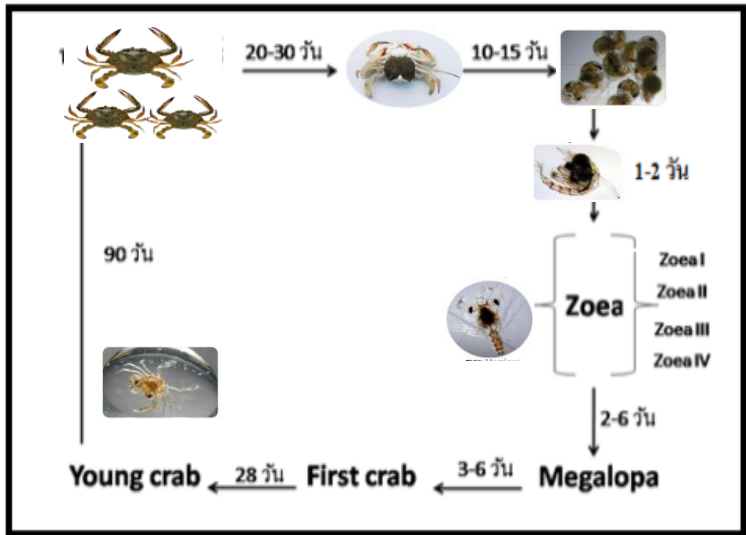 20-30 วัน
10-15 วัน
1-2 วัน
90 วัน
Zoea
Zoea I
Zoea II
Zoea III
Zoea IV
2-6 วัน
Megalopa
3-6 วัน
First crab
28 วัน
Young crab